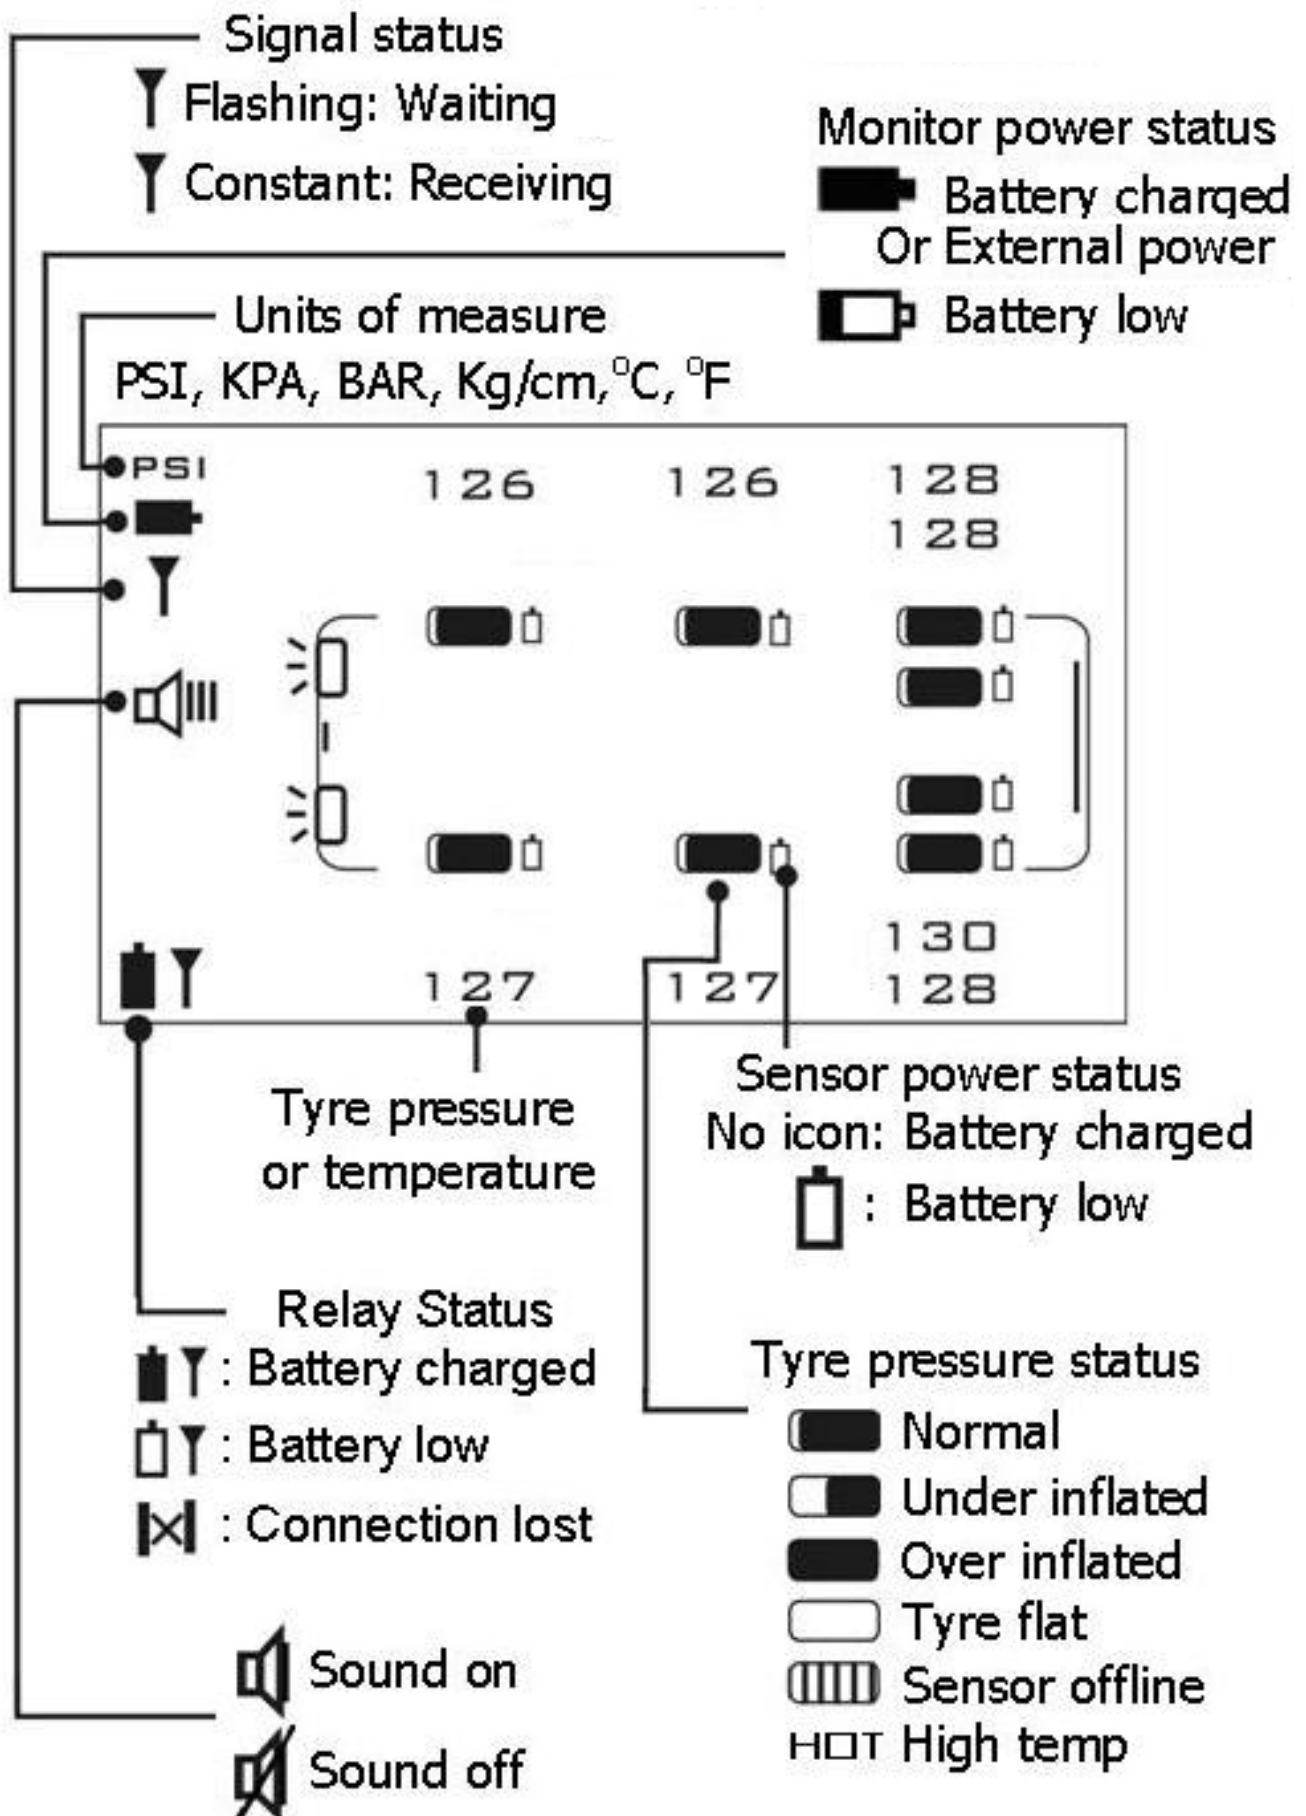 Signal status
Flashing: Waiting
Constant: Receiving
Monitor power status
Battery charged
Or External power
Battery low
Units of measure
PSI, KPA, BAR, Kg/cm,°C, °F
PSI
126 126 128
128
130
127 127 128
Tyre pressure
or temperature
Sensor power status
No icon: Battery charged
: Battery low
Relay Status
: Battery charged
: Battery low
: Connection lost
Tyre pressure status
Normal
Under inflated
Over inflated
Tyre flat
Sensor offline
HOT High temp
Sound on
Sound off